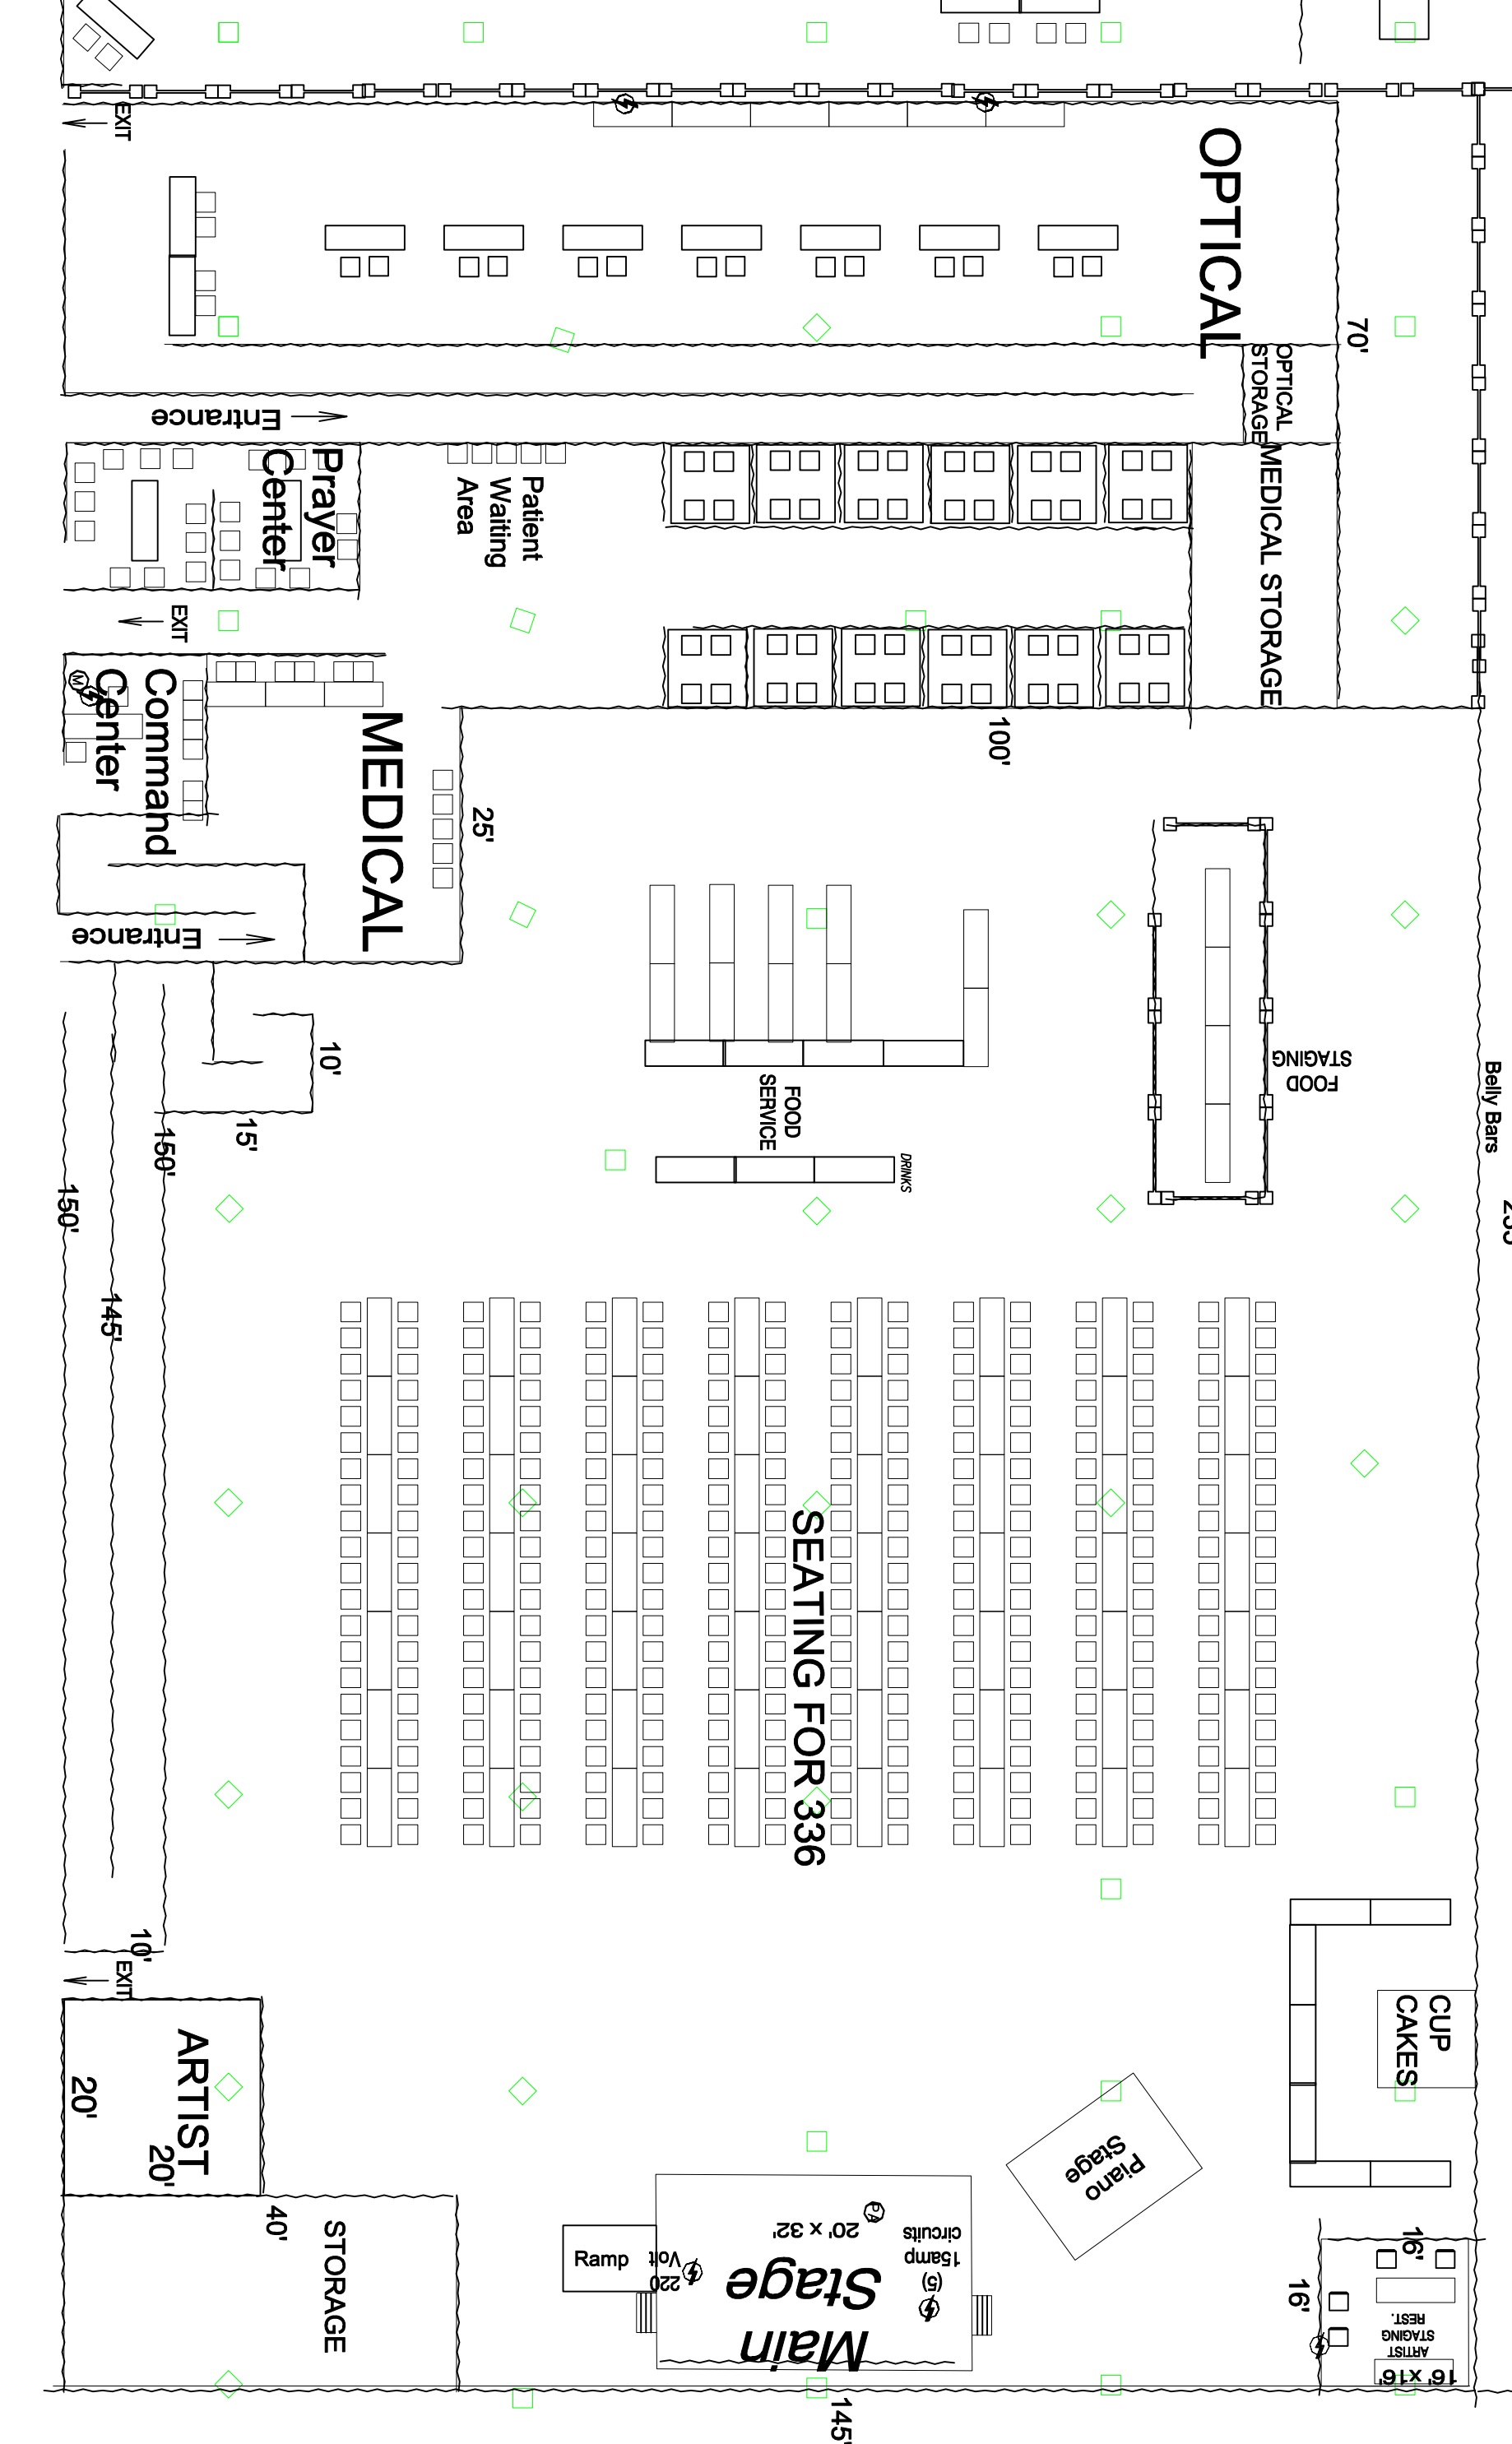 EXIT
OPTICAL
70'
OPTICAL
STORAGE
Entrance
Prayer
Center
Patient
Waiting
Area
MEDICAL STORAGE
EXIT
Command
Center
M
MEDICAL
100'
25'
Entrance
10'
15'
150'
150'
145'
FOOD
SERVICE
DRINKS
FOOD
STAGING
Belly Bars
SEATING FOR 336
10'
EXIT
ARTIST
20'
20'
40'
STORAGE
CUP
CAKES
Piano
Stage
Ramp
220
Volt
Main
Stage
20' x 32'
(5)
15amp
circuits
16'
16'
ARTIST
STAGING
REST.
16' x16'
145'